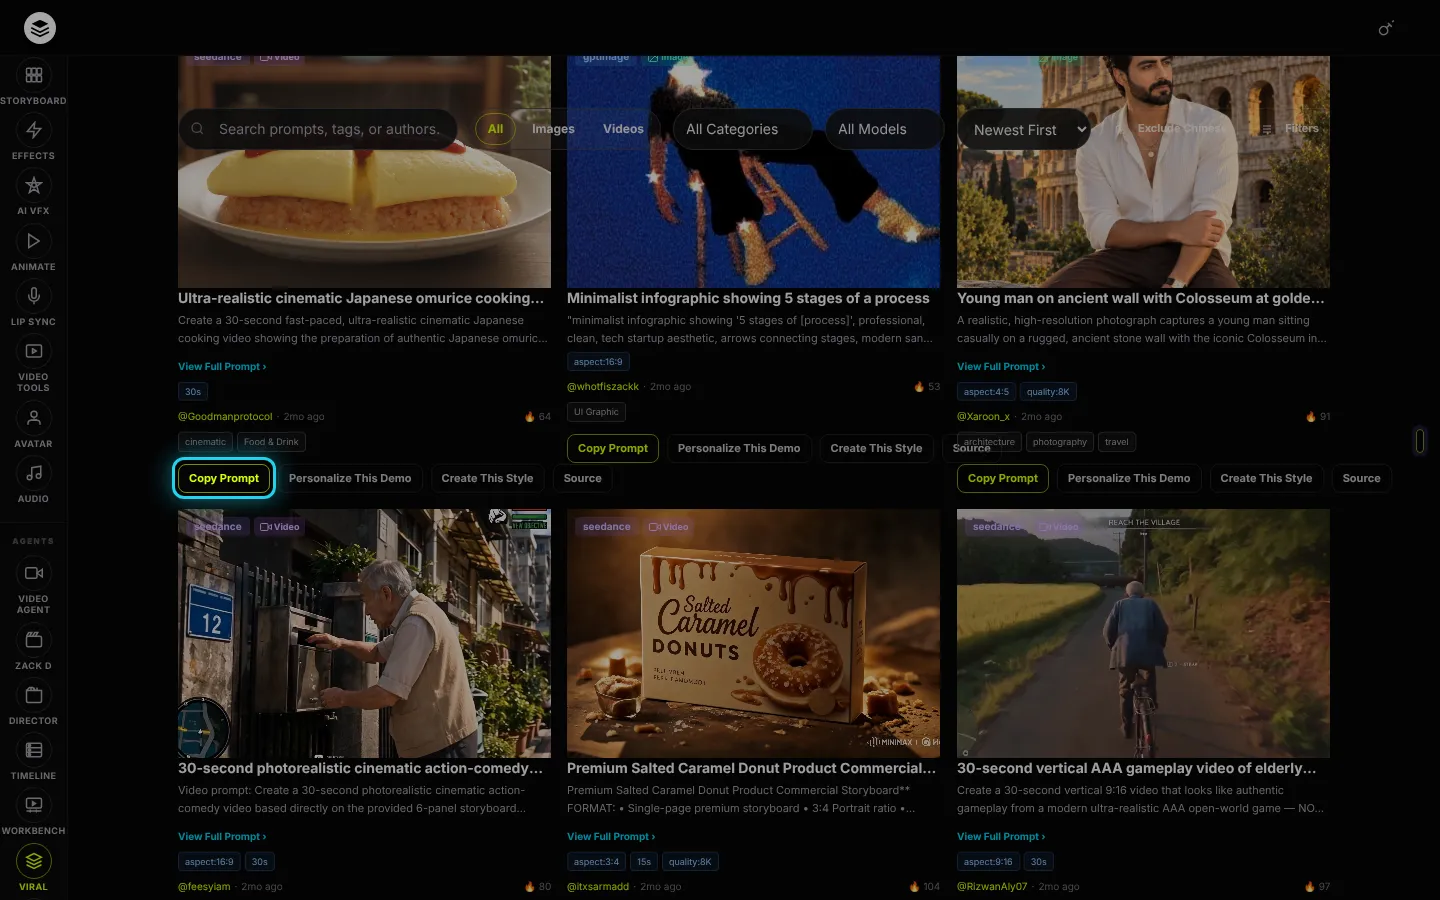 STORYBOARD
EFFECTS
AI VFX
ANIMATE
LIP SYNC
VIDEO
TOOLS
AVATAR
AUDIO
AGENTS
VIDEO
AGENT
ZACK D
DIRECTOR
TIMELINE
WORKBENCH
VIRAL
seedance Video
gptimage Image
Image
Search prompts, tags, or authors.
All Images Videos
All Categories
All Models
Newest First
Exclude Chinese
Filters
Ultra-realistic cinematic Japanese omurice cooking...
Create a 30-second fast-paced, ultra-realistic cinematic Japanese
cooking video showing the preparation of authentic Japanese omuric...
View Full Prompt ›
30s
@Goodmanprotocol · 2mo ago 🔥 64
cinematic Food & Drink
Copy Prompt Personalize This Demo Create This Style Source
Minimalist infographic showing 5 stages of a process
"minimalist infographic showing '5 stages of [process]', professional,
clean, tech startup aesthetic, arrows connecting stages, modern san...
aspect:16:9
@whotfiszackk · 2mo ago 🔥 53
UI Graphic
Copy Prompt Personalize This Demo Create This Style Source
Young man on ancient wall with Colosseum at golde...
A realistic, high-resolution photograph captures a young man sitting
casually on a rugged, ancient stone wall with the iconic Colosseum in...
View Full Prompt ›
aspect:4:5 quality:8K
@Xaroon_x · 2mo ago 🔥 91
architecture photography travel
Copy Prompt Personalize This Demo Create This Style Source
seedance Video
12
30-second photorealistic cinematic action-comedy...
Video prompt: Create a 30-second photorealistic cinematic action-
comedy video based directly on the provided 6-panel storyboard...
View Full Prompt ›
aspect:16:9 30s
@feesyiam · 2mo ago 🔥 80
seedance Video
Salted
Caramel
DONUTS
MINIMAX
Premium Salted Caramel Donut Product Commercial...
Premium Salted Caramel Donut Product Commercial Storyboard**
FORMAT: • Single-page premium storyboard • 3:4 Portrait ratio •...
View Full Prompt ›
aspect:3:4 15s quality:8K
@itxsarmadd · 2mo ago 🔥 104
seedance Video
REACH THE VILLAGE
30-second vertical AAA gameplay video of elderly...
Create a 30-second vertical 9:16 video that looks like authentic
gameplay from a modern ultra-realistic AAA open-world game — NO...
View Full Prompt ›
aspect:9:16 30s
@RizwanAly07 · 2mo ago 🔥 97